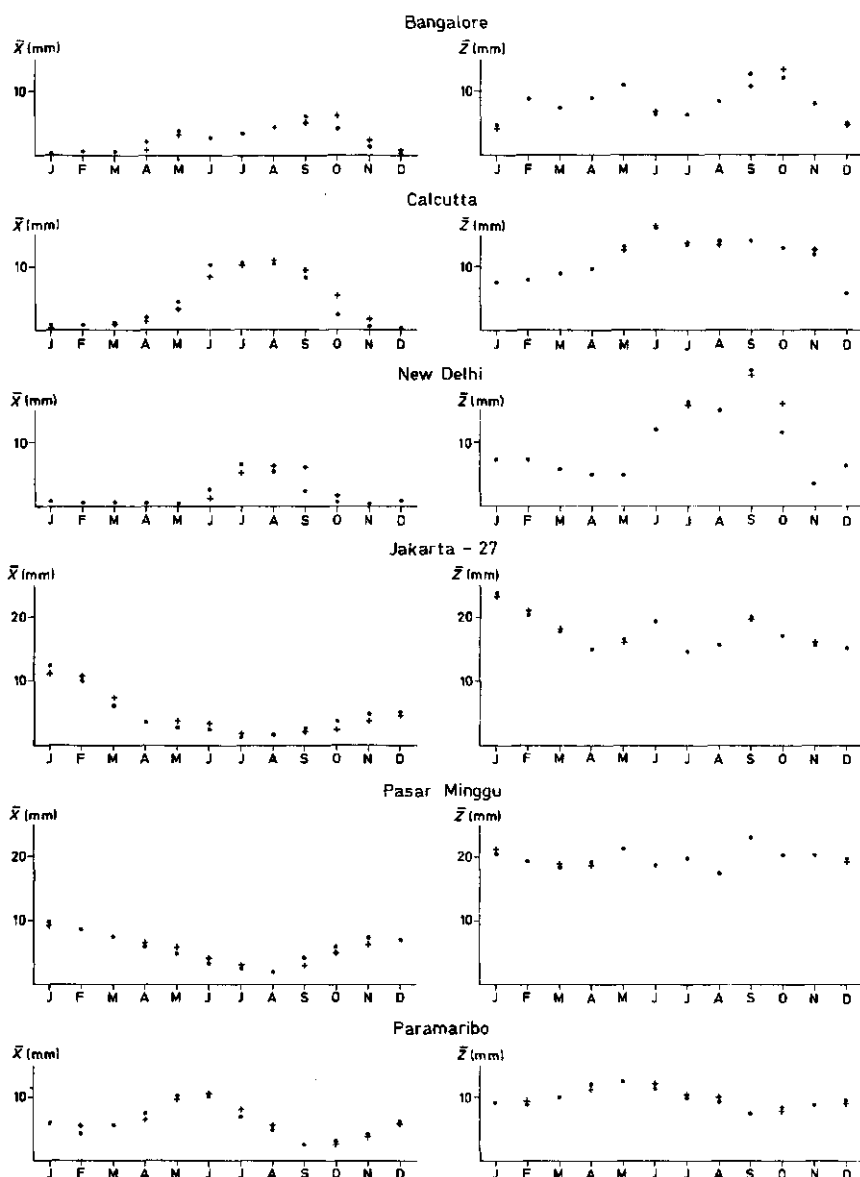 Bangalore
X̄ (mm)
Z̄ (mm)
10
10
J F M A M J J A S O N D
J F M A M J J A S O N D
Calcutta
X̄ (mm)
Z̄ (mm)
10
10
J F M A M J J A S O N D
J F M A M J J A S O N D
New Delhi
X̄ (mm)
Z̄ (mm)
10
10
J F M A M J J A S O N D
J F M A M J J A S O N D
Jakarta - 27
X̄ (mm)
Z̄ (mm)
20
20
10
10
J F M A M J J A S O N D
J F M A M J J A S O N D
Pasar Minggu
X̄ (mm)
Z̄ (mm)
20
20
10
10
J F M A M J J A S O N D
J F M A M J J A S O N D
Paramaribo
X̄ (mm)
Z̄ (mm)
10
10
J F M A M J J A S O N D
J F M A M J J A S O N D